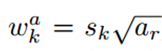 $w_k^a = s_k \sqrt{a_r}$